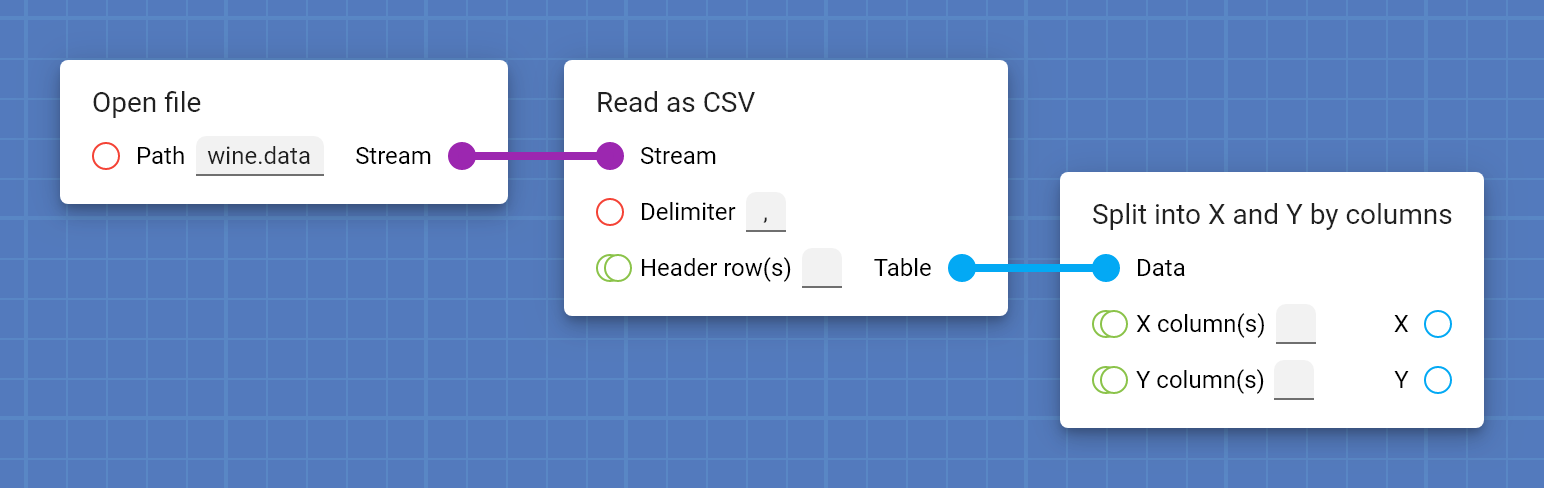 Open file
Path wine.data Stream
Read as CSV
Stream
Delimiter ,
Header row(s) Table
Split into X and Y by columns
Data
X column(s) X
Y column(s) Y